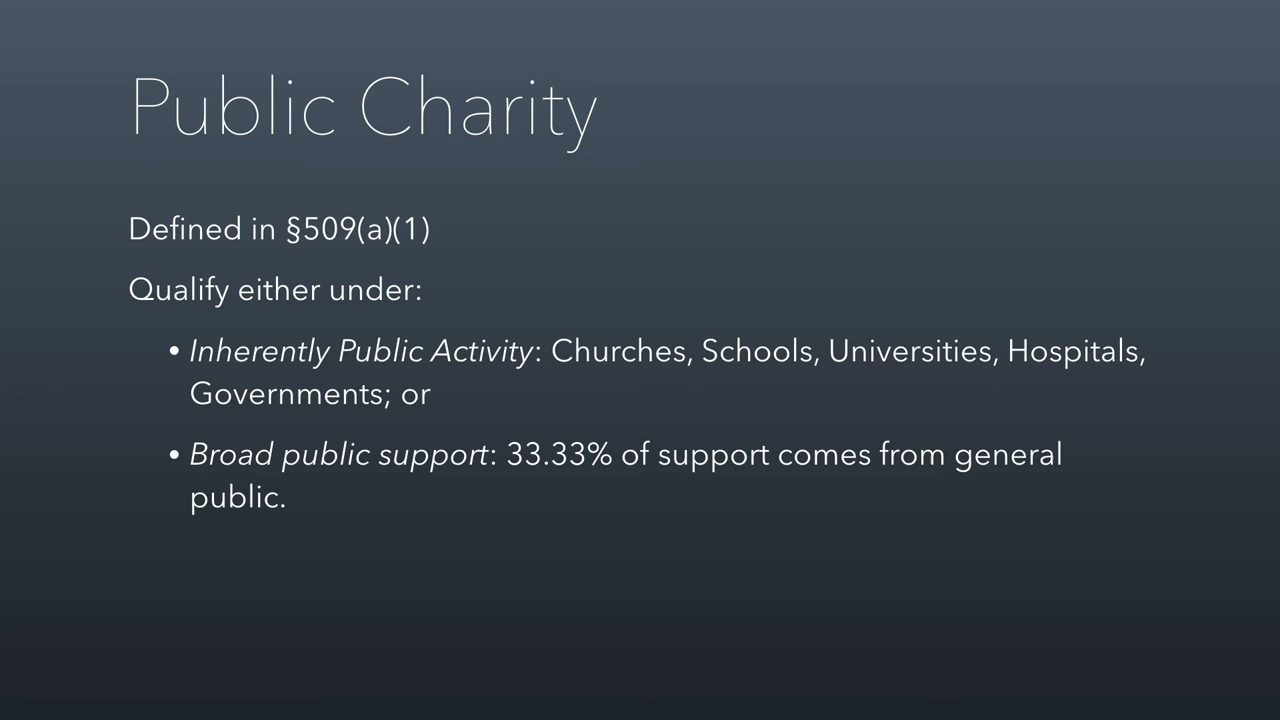 Public Charity
Defined in §509(a)(1)
Qualify either under:
• Inherently Public Activity: Churches, Schools, Universities, Hospitals,
Governments; or
• Broad public support: 33.33% of support comes from general
public.